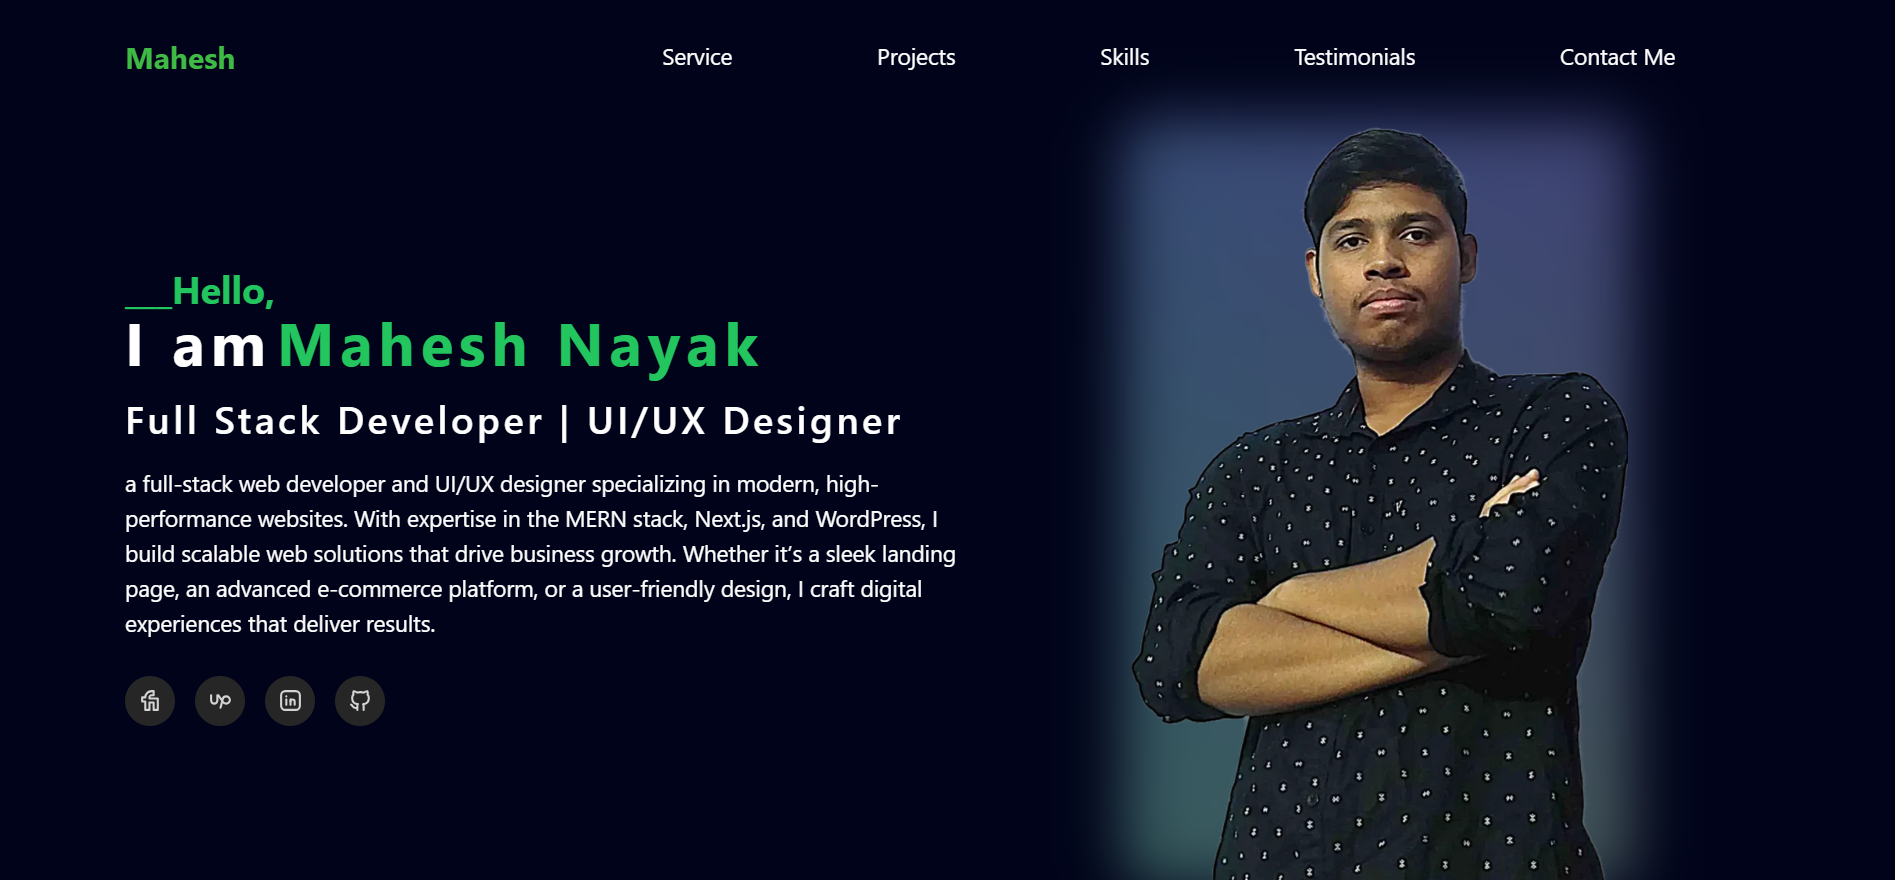 Mahesh
Service
Projects
Skills
Testimonials
Contact Me
___Hello,
I am Mahesh Nayak
Full Stack Developer | UI/UX Designer
a full-stack web developer and UI/UX designer specializing in modern, high-
performance websites. With expertise in the MERN stack, Next.js, and WordPress, I
build scalable web solutions that drive business growth. Whether it’s a sleek landing
page, an advanced e-commerce platform, or a user-friendly design, I craft digital
experiences that deliver results.
up
in